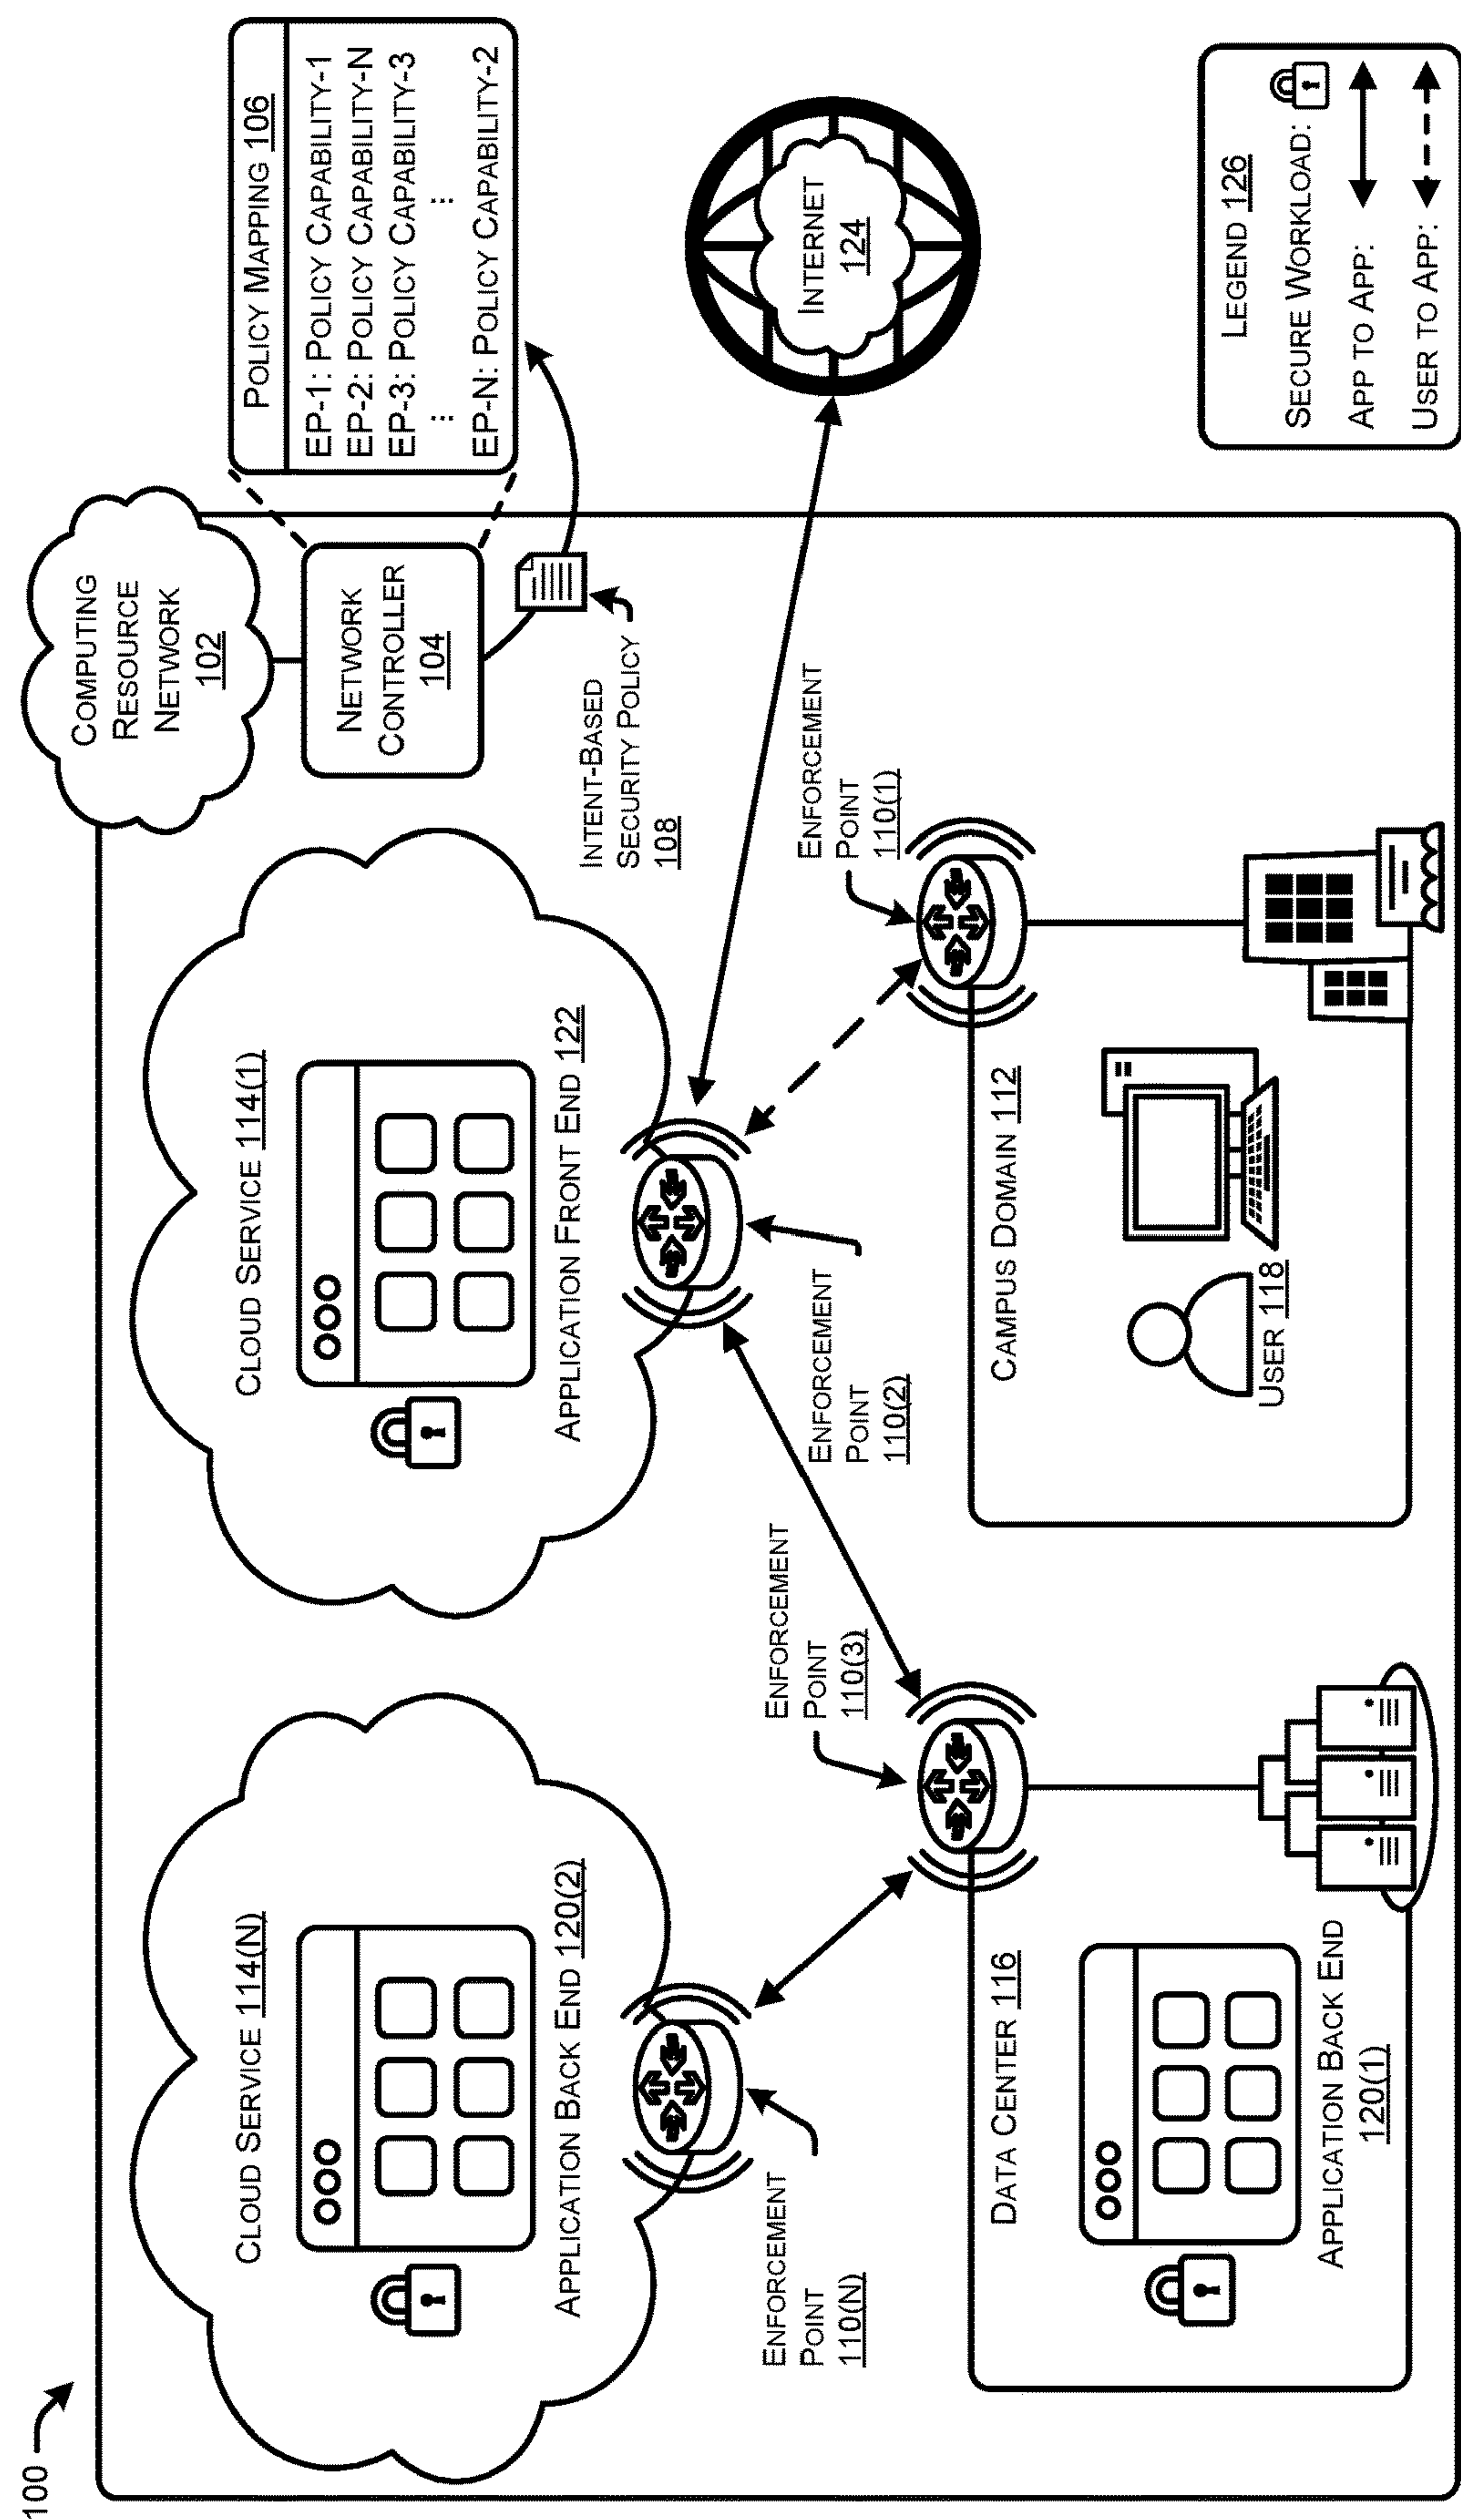 100
COMPUTING
RESOURCE
NETWORK
102
NETWORK
CONTROLLER
104
POLICY MAPPING 106
EP-1: POLICY CAPABILITY-1
EP-2: POLICY CAPABILITY-N
EP-3: POLICY CAPABILITY-3
⋮ ⋮
EP-N: POLICY CAPABILITY-2
INTENT-BASED
SECURITY POLICY
108
CLOUD SERVICE 114(N)
APPLICATION BACK END 120(2)
CLOUD SERVICE 114(1)
APPLICATION FRONT END 122
INTERNET
124
ENFORCEMENT
POINT
110(N)
ENFORCEMENT
POINT
110(3)
ENFORCEMENT
POINT
110(2)
ENFORCEMENT
POINT
110(1)
DATA CENTER 116
APPLICATION BACK END
120(1)
CAMPUS DOMAIN 112
USER 118
LEGEND 126
SECURE WORKLOAD:
APP TO APP:
USER TO APP: